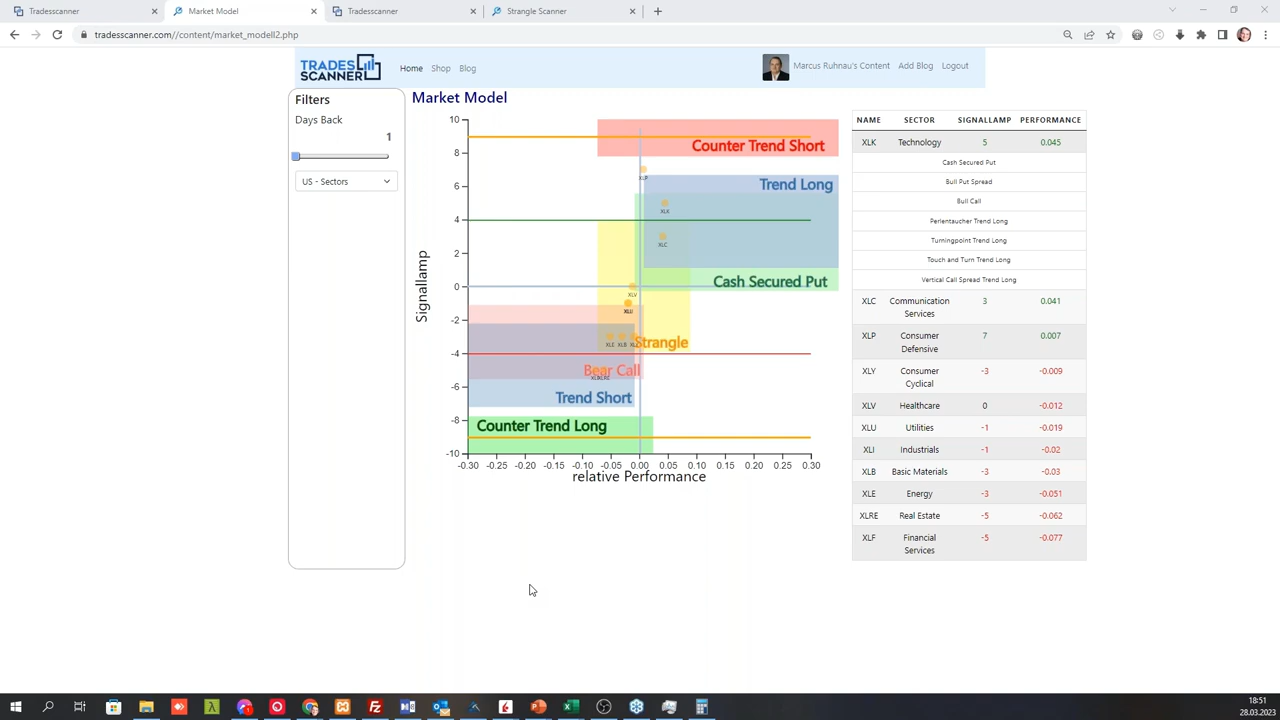 Tradesscanner
Market Model
Tradesscanner
Strangle Scanner
tradesscanner.com//content/market_modell2.php
TRADES
SCANNER
Home
Shop
Blog
Marcus Ruhnau's Content
Add Blog
Logout
Filters
Days Back
1
US - Sectors
Market Model
Signallamp
10
8
6
4
2
0
-2
-4
-6
-8
-10
Counter Trend Short
XLP
Trend Long
XLK
XLC
Cash Secured Put
XLV
XLE
XLB
Strangle
Bear Call
Trend Short
Counter Trend Long
-0.30
-0.25
-0.20
-0.15
-0.10
-0.05
0.00
0.05
0.10
0.15
0.20
0.25
0.30
relative Performance
NAME SECTOR SIGNALLAMP PERFORMANCE
XLK Technology 5 0.045
Cash Secured Put
Bull Put Spread
Bull Call
Perlentaucher Trend Long
Turningpoint Trend Long
Touch and Turn Trend Long
Vertical Call Spread Trend Long
XLC Communication 3 0.041
Services
XLP Consumer 7 0.007
Defensive
XLY Consumer -3 -0.009
Cyclical
XLV Healthcare 0 -0.012
XLU Utilities -1 -0.019
XLI Industrials -1 -0.02
XLB Basic Materials -3 -0.03
XLE Energy -3 -0.051
XLRE Real Estate -5 -0.062
XLF Financial -5 -0.077
Services
18:51
28.03.2023